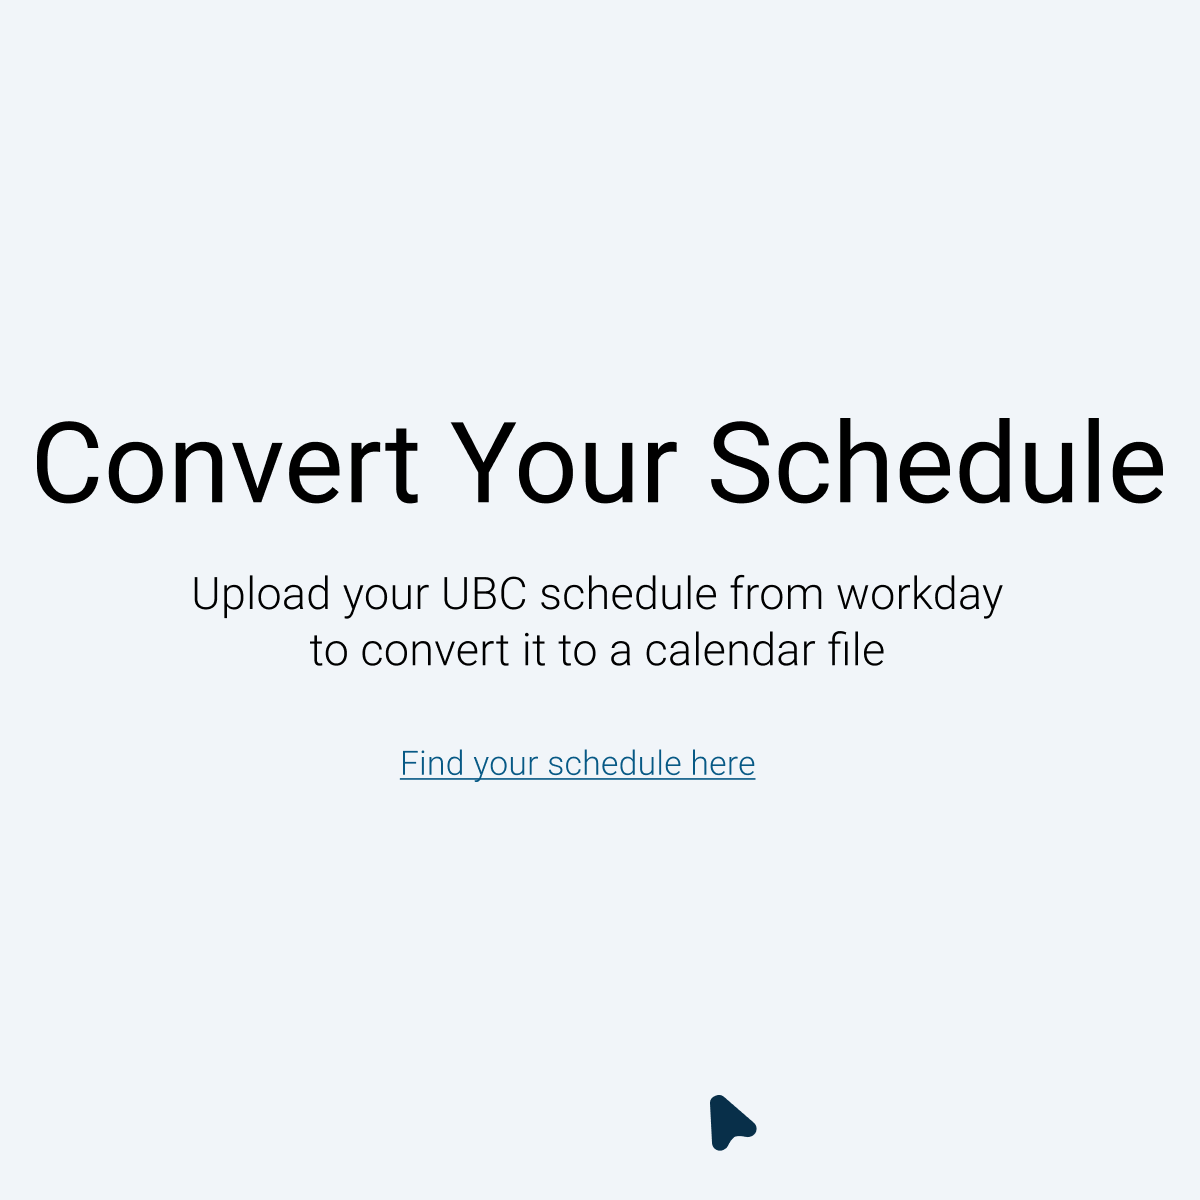 Convert Your Schedule
Upload your UBC schedule from workday
to convert it to a calendar file
Find your schedule here